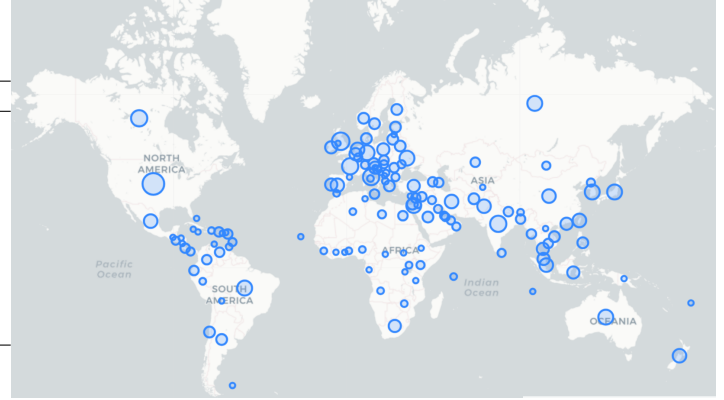 NORTH
AMERICA
ASIA
Pacific
Ocean
AFRICA
Indian
Ocean
SOUTH
AMERICA
OCEANIA